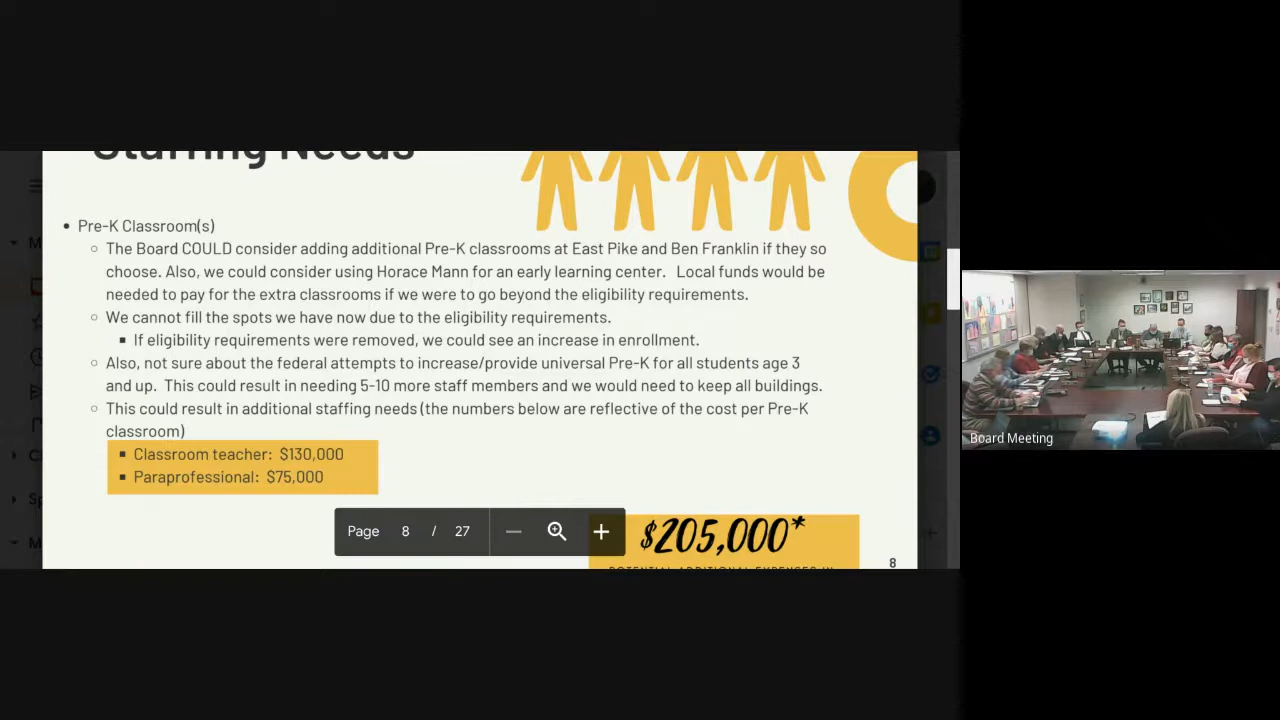 Staffing Needs
Pre-K Classroom(s)
The Board COULD consider adding additional Pre-K classrooms at East Pike and Ben Franklin if they so
choose. Also, we could consider using Horace Mann for an early learning center. Local funds would be
needed to pay for the extra classrooms if we were to go beyond the eligibility requirements.
We cannot fill the spots we have now due to the eligibility requirements.
If eligibility requirements were removed, we could see an increase in enrollment.
Also, not sure about the federal attempts to increase/provide universal Pre-K for all students age 3
and up. This could result in needing 5-10 more staff members and we would need to keep all buildings.
This could result in additional staffing needs (the numbers below are reflective of the cost per Pre-K
classroom)
Classroom teacher: $130,000
Paraprofessional: $75,000
Page 8 / 27
$205,000*
POTENTIAL ADDITIONAL EXPENSES IN
8
Board Meeting